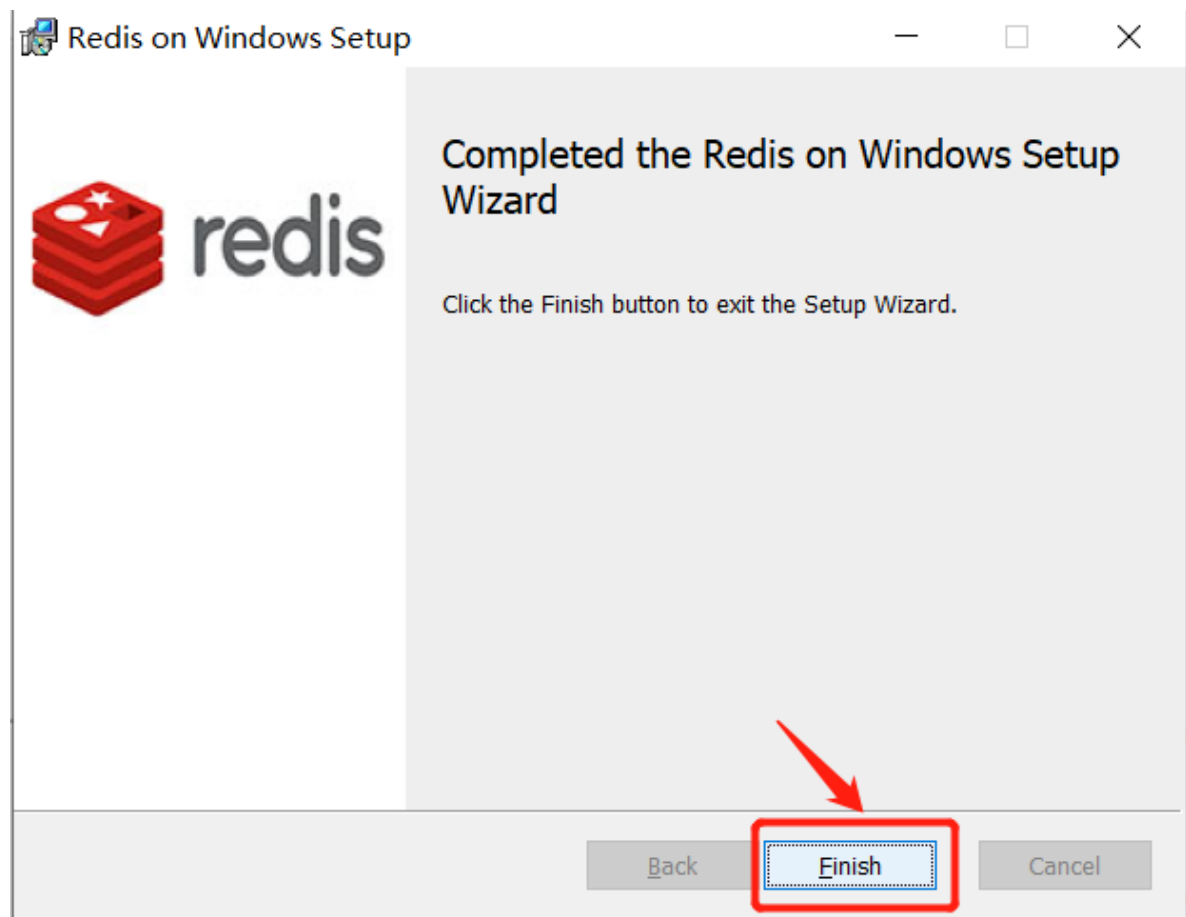 Redis on Windows Setup
redis
Completed the Redis on Windows Setup
Wizard
Click the Finish button to exit the Setup Wizard.
Back
Finish
Cancel